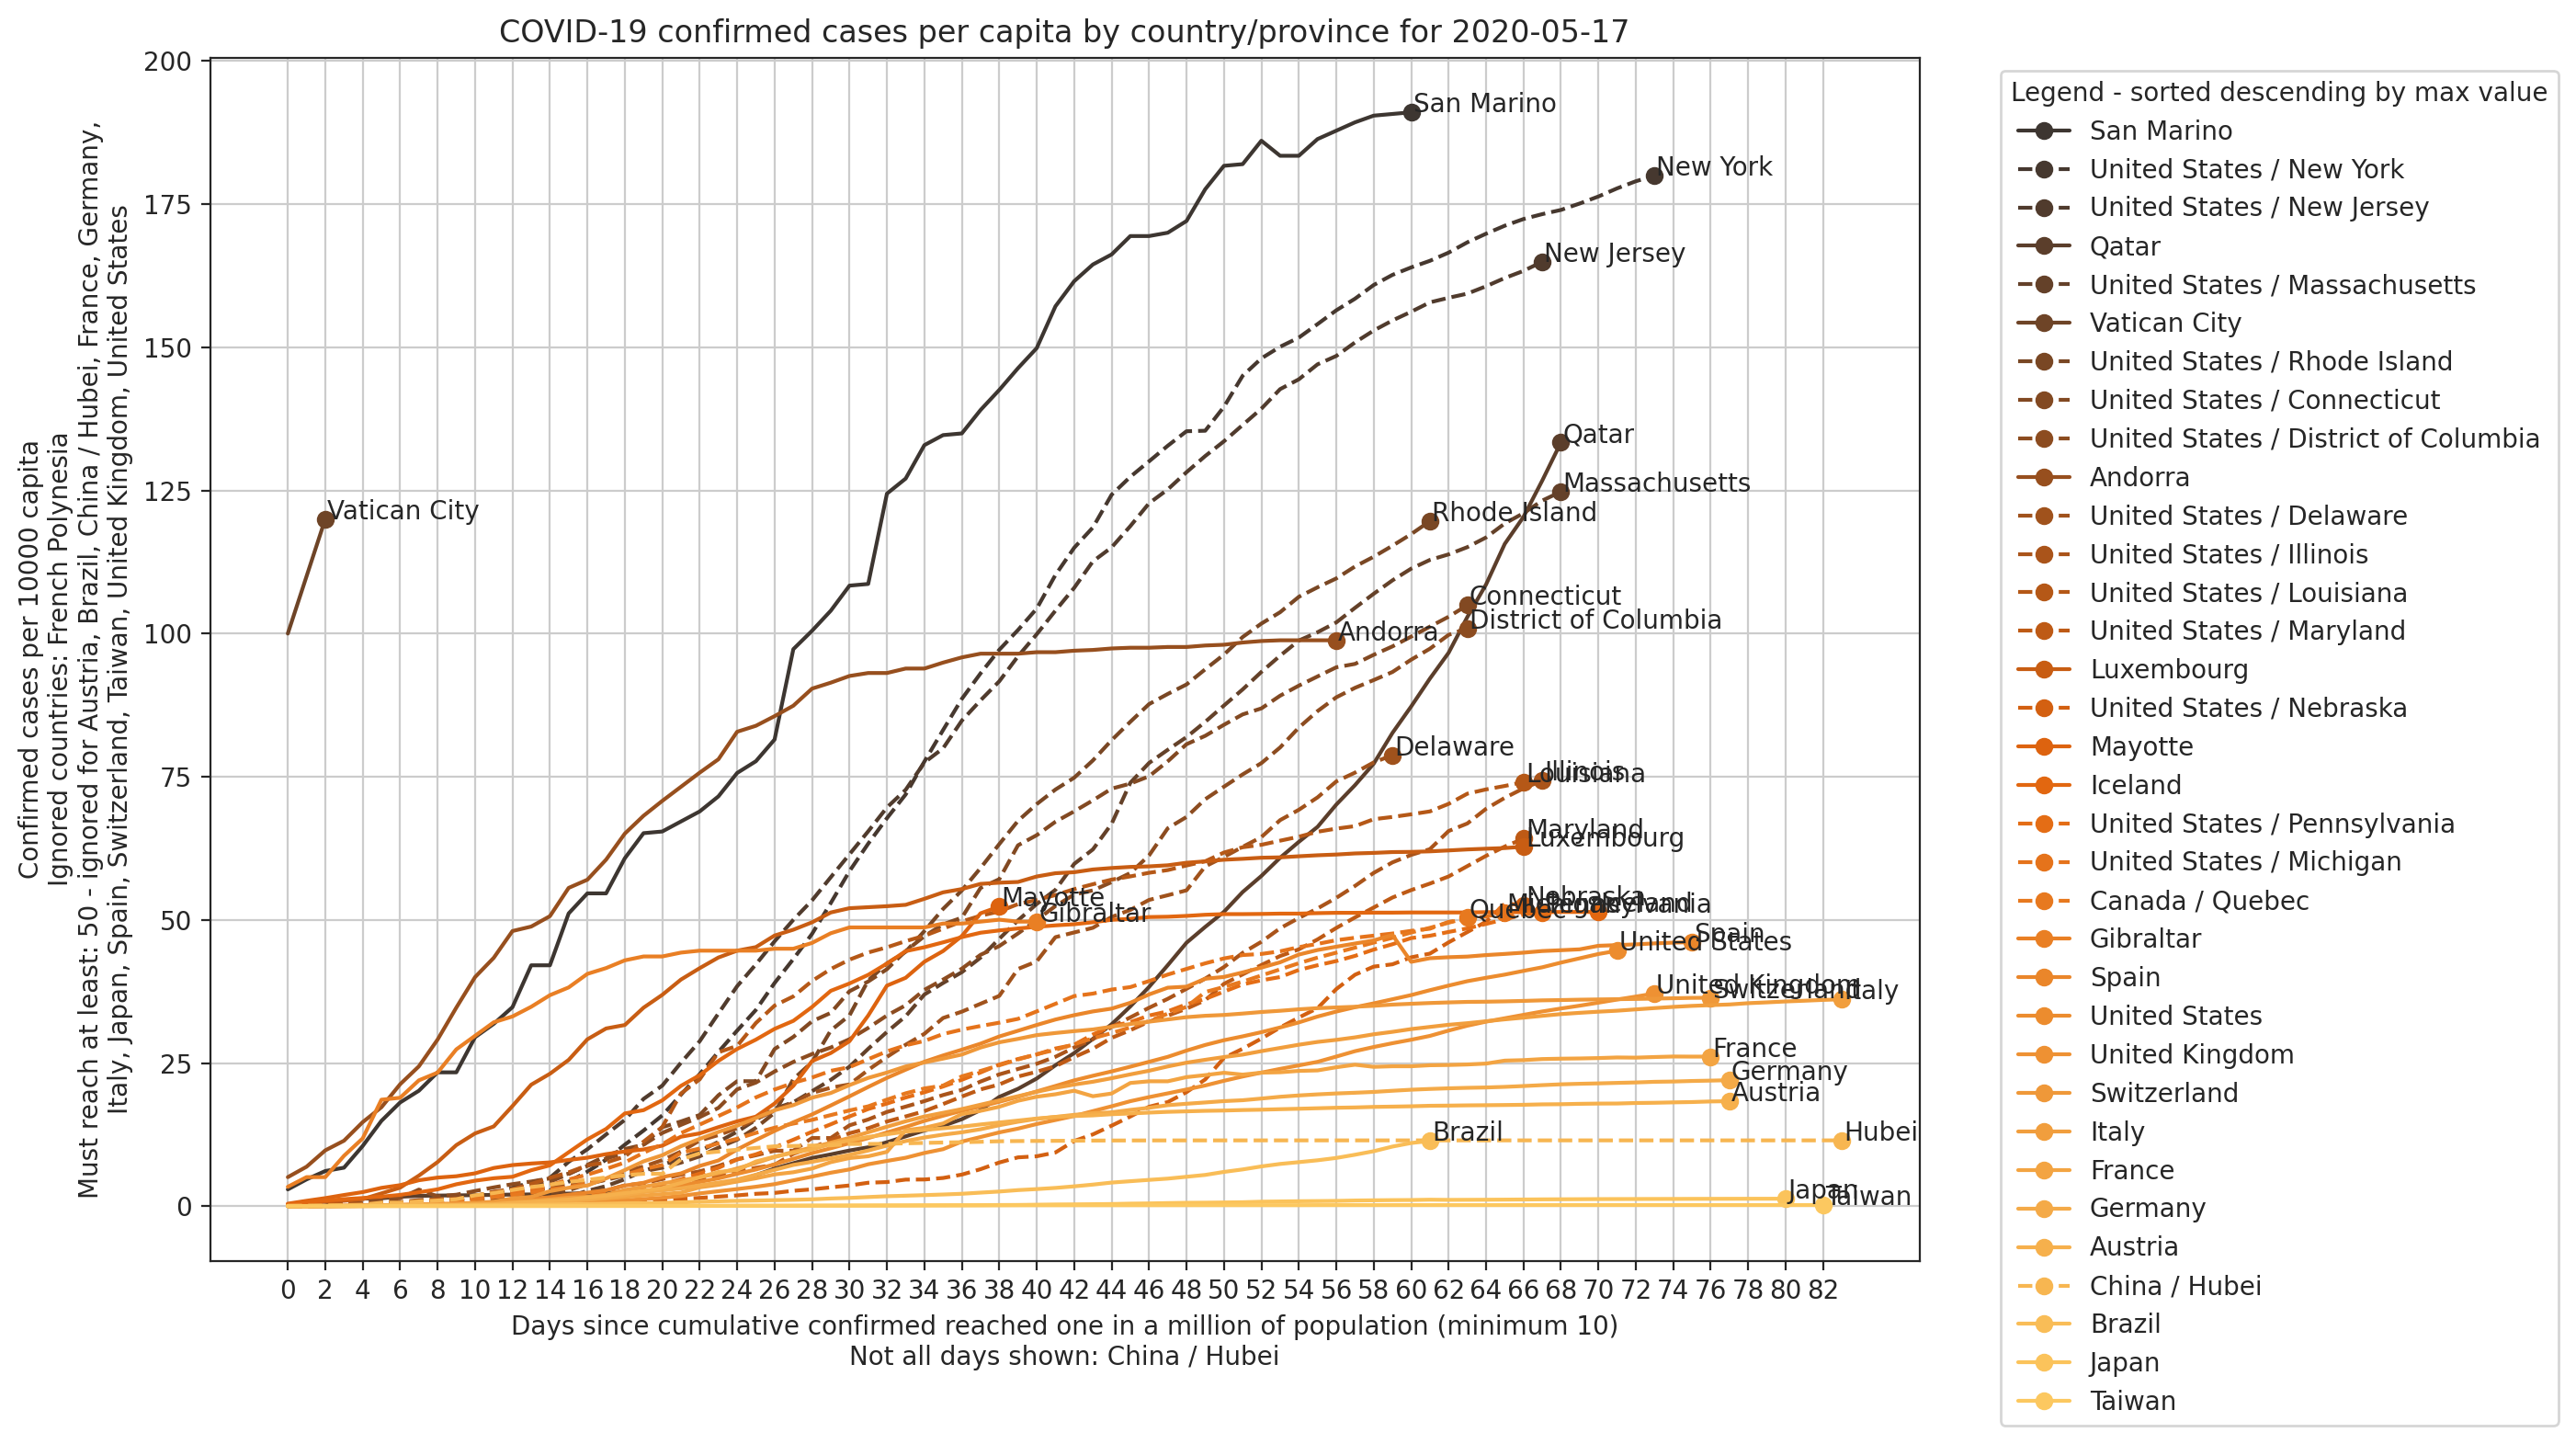 COVID-19 confirmed cases per capita by country/province for 2020-05-17
Confirmed cases per 10000 capita
Ignored countries: French Polynesia
Must reach at least: 50 - ignored for Austria, Brazil, China / Hubei, France, Germany,
Italy, Japan, Spain, Switzerland, Taiwan, United Kingdom, United States
200
175
150
125
100
75
50
25
0
San Marino
New York
New Jersey
Qatar
Massachusetts
Vatican City
Rhode Island
Connecticut
District of Columbia
Andorra
Delaware
Illinois
Louisiana
Maryland
Luxembourg
Nebraska
Mayotte
Gibraltar
Quebec
Spain
United States
United Kingdom
Switzerland
Italy
France
Germany
Austria
Brazil
Hubei
Japan
Taiwan
0 2 4 6 8 10 12 14 16 18 20 22 24 26 28 30 32 34 36 38 40 42 44 46 48 50 52 54 56 58 60 62 64 66 68 70 72 74 76 78 80 82
Days since cumulative confirmed reached one in a million of population (minimum 10)
Not all days shown: China / Hubei
Legend - sorted descending by max value
San Marino
United States / New York
United States / New Jersey
Qatar
United States / Massachusetts
Vatican City
United States / Rhode Island
United States / Connecticut
United States / District of Columbia
Andorra
United States / Delaware
United States / Illinois
United States / Louisiana
United States / Maryland
Luxembourg
United States / Nebraska
Mayotte
Iceland
United States / Pennsylvania
United States / Michigan
Canada / Quebec
Gibraltar
Spain
United States
United Kingdom
Switzerland
Italy
France
Germany
Austria
China / Hubei
Brazil
Japan
Taiwan